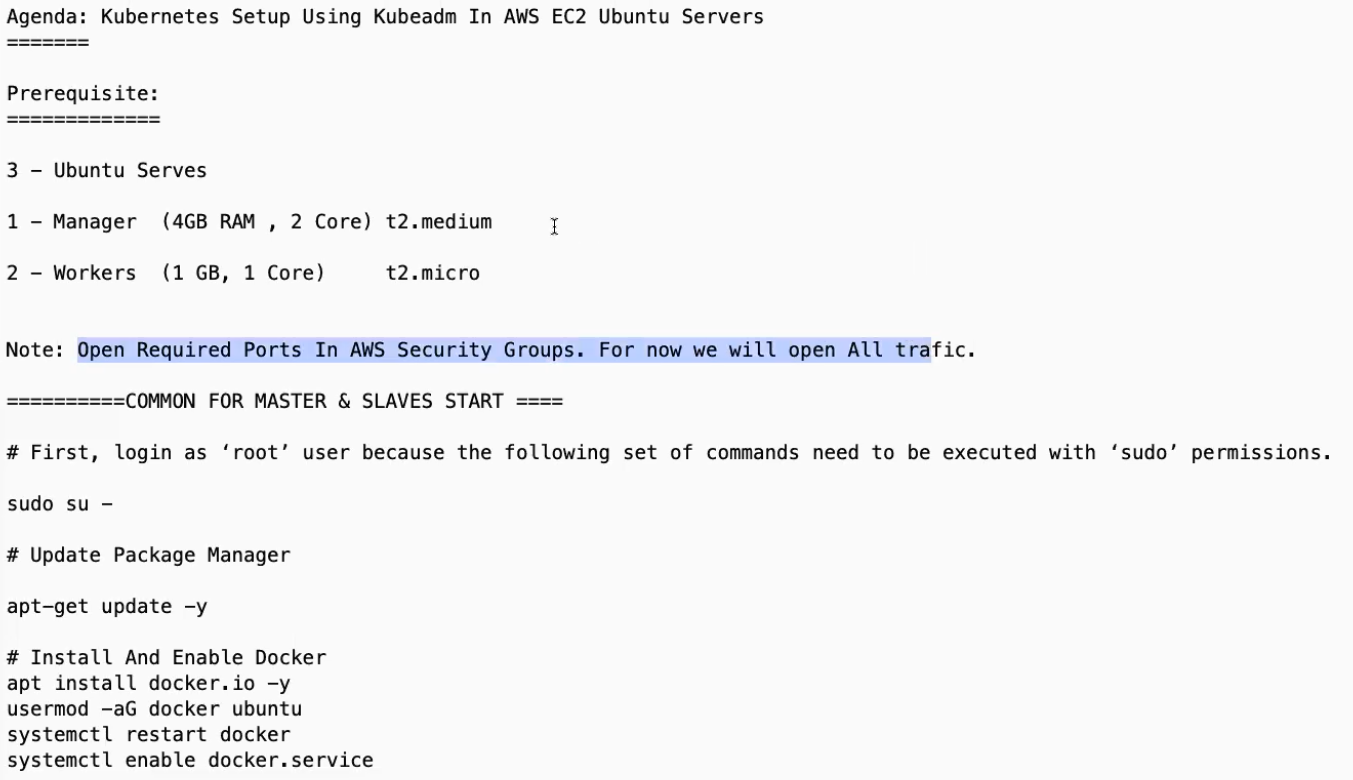 Agenda: Kubernetes Setup Using Kubeadm In AWS EC2 Ubuntu Servers
=======
Prerequisite:
=============
3 – Ubuntu Serves
1 – Manager  (4GB RAM , 2 Core) t2.medium
2 – Workers  (1 GB, 1 Core)     t2.micro
Note: Open Required Ports In AWS Security Groups. For now we will open All trafic.
==========COMMON FOR MASTER & SLAVES START ====
# First, login as ‘root’ user because the following set of commands need to be executed with ‘sudo’ permissions.
sudo su –
# Update Package Manager
apt–get update –y
# Install And Enable Docker
apt install docker.io –y
usermod –aG docker ubuntu
systemctl restart docker
systemctl enable docker.service